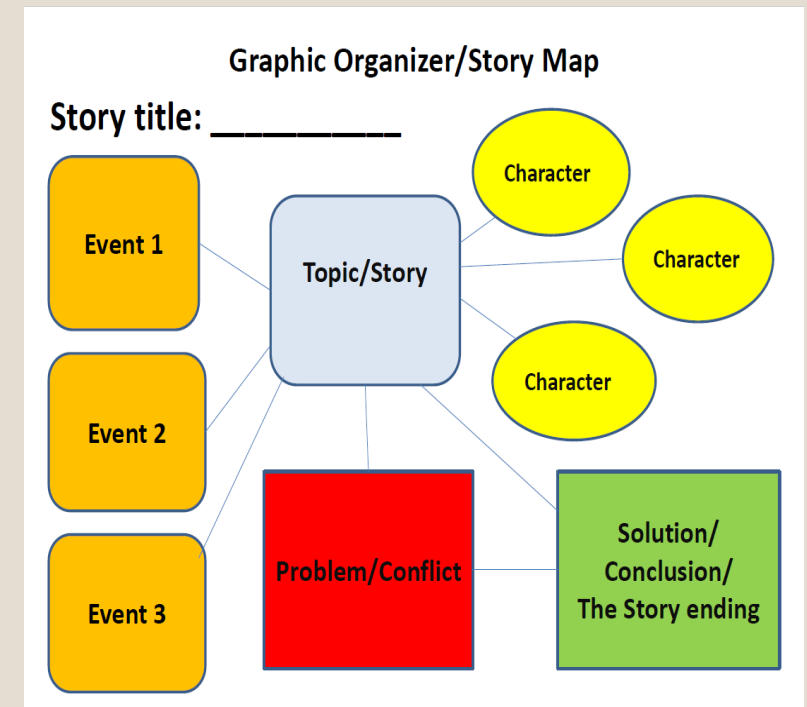 Graphic Organizer/Story Map
Story title: ___________
Event 1
Topic/Story
Character
Character
Character
Event 2
Event 3
Problem/Conflict
Solution/
Conclusion/
The Story ending